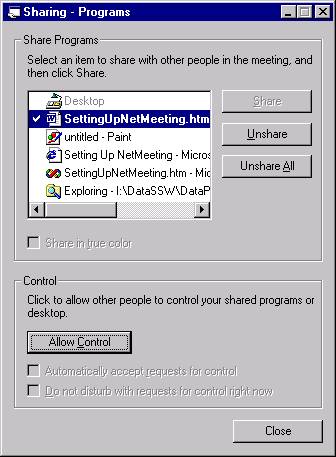 Sharing - Programs
Share Programs
Select an item to share with other people in the meeting, and
then click Share.
Desktop
SettingUpNetMeeting.htm
untitled - Paint
Setting Up NetMeeting - Micros
SettingUpNetMeeting.htm - Mic
Exploring - I:\DataSSW\DataP
Share
Unshare
Unshare All
Share in true color
Control
Click to allow other people to control your shared programs or
desktop.
Allow Control
Automatically accept requests for control
Do not disturb with requests for control right now
Close